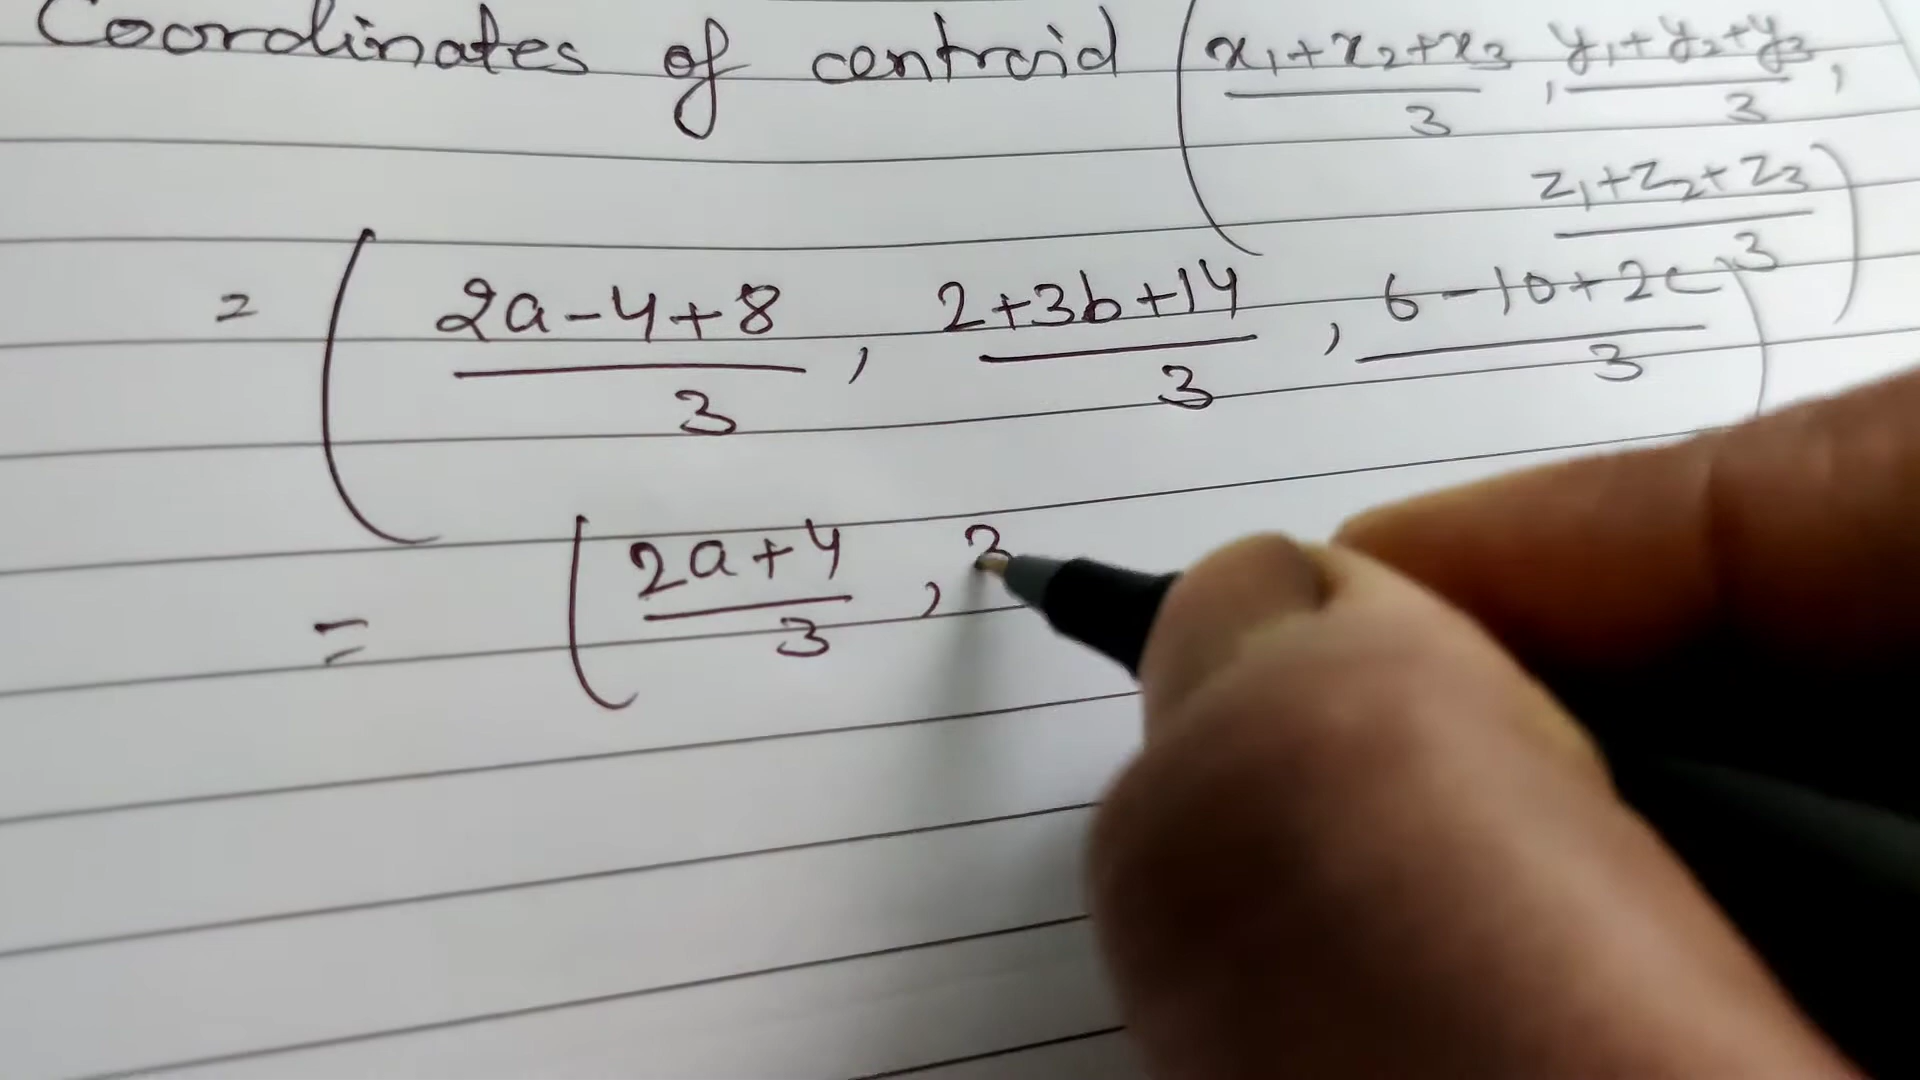 Coordinates of centroid (x₁+x₂+x₃/3, y₁+y₂+y₃/3,
z₁+z₂+z₃/3)
= (2a-4+8/3, 2+3b+14/3, 6-10+2c/3)
= (2a+4/3, 3